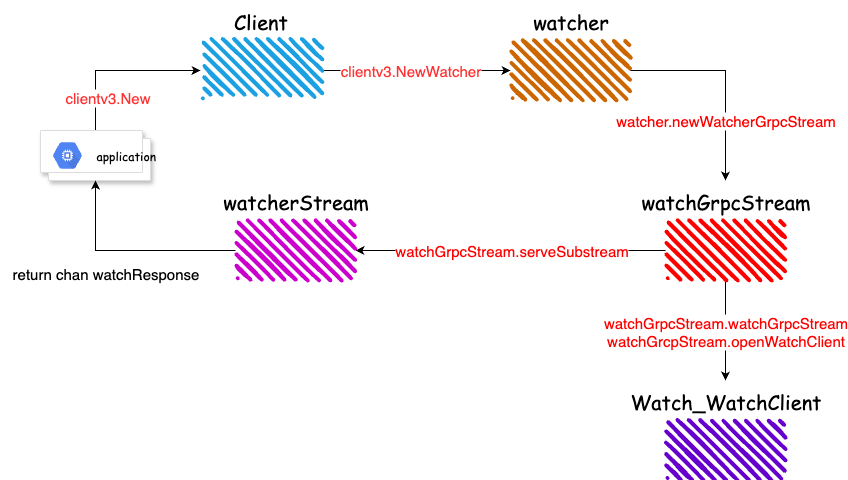 Client
watcher
clientv3.NewWatcher
clientv3.New
watcher.newWatcherGrpcStream
application
watcherStream
watchGrpcStream
watchGrpcStream.serveSubstream
return chan watchResponse
watchGrpcStream.watchGrpcStream
watchGrcpStream.openWatchClient
Watch_WatchClient